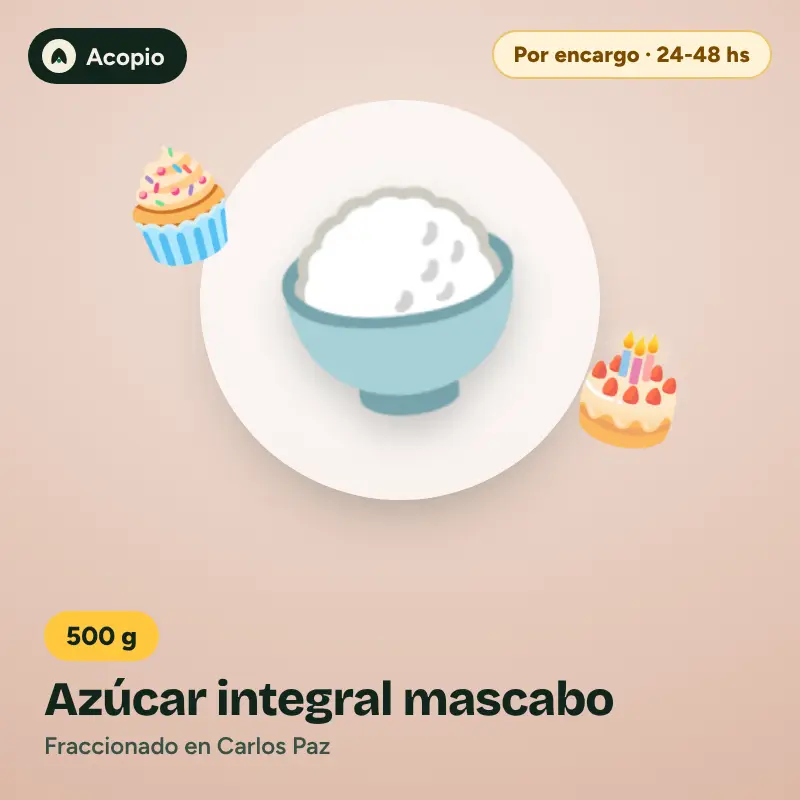 Acopio
Por encargo · 24-48 hs
500 g
Azúcar integral mascabo
Fraccionado en Carlos Paz